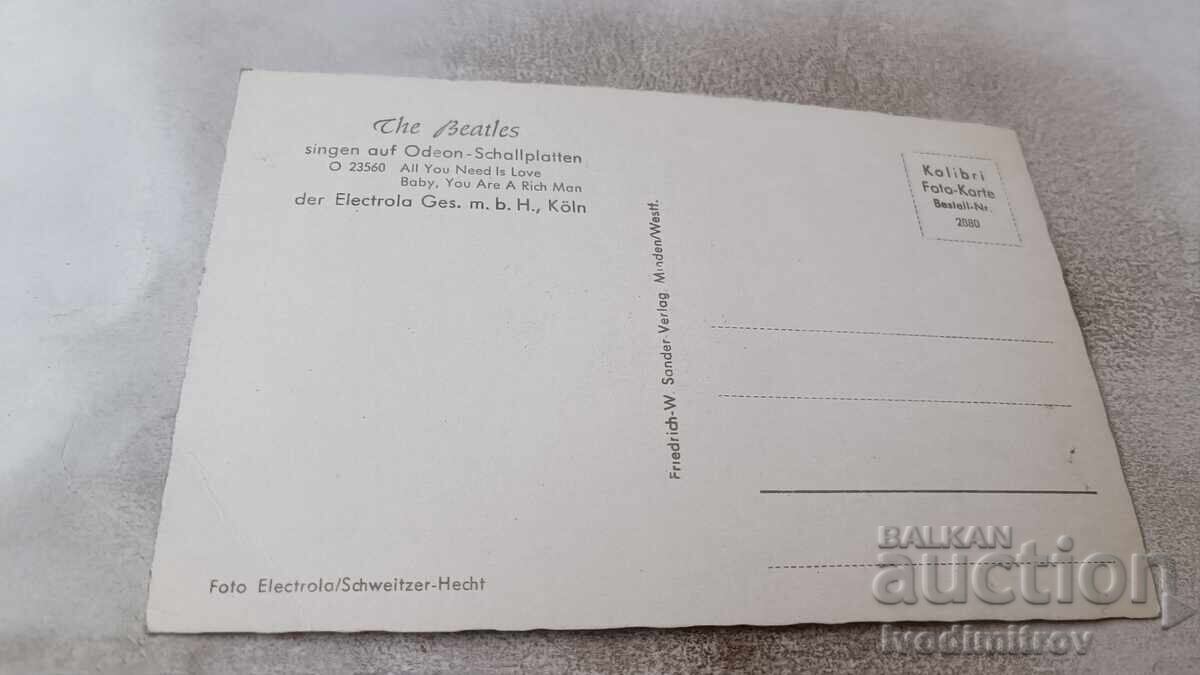 The Beatles
singen auf Odeon-Schallplatten
O 23560 All You Need Is Love
Baby, You Are A Rich Man
der Electrola Ges. m. b. H., Köln
Foto Electrola/Schweitzer-Hecht
Friedrich-W. Sander-Verlag Minden/Westf.
Kolibri
Foto-Karte
Bestell-Nr.
2880
BALKAN
auction
ivodimitrov